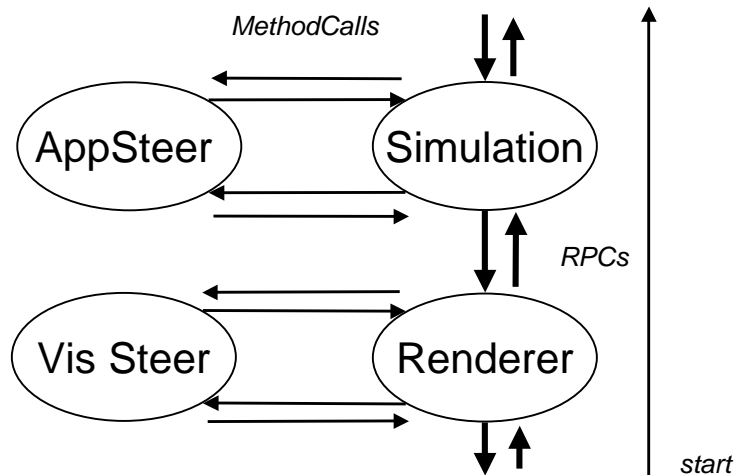 MethodCalls
AppSteer
Simulation
RPCs
Vis Steer
Renderer
start